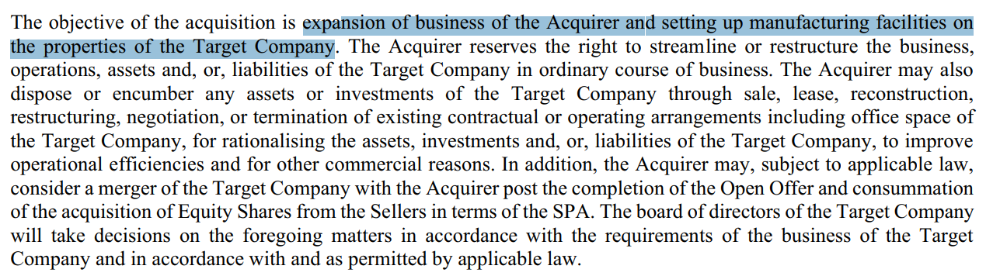 The objective of the acquisition is expansion of business of the Acquirer and setting up manufacturing facilities on
the properties of the Target Company. The Acquirer reserves the right to streamline or restructure the business,
operations, assets and, or, liabilities of the Target Company in ordinary course of business. The Acquirer may also
dispose or encumber any assets or investments of the Target Company through sale, lease, reconstruction,
restructuring, negotiation, or termination of existing contractual or operating arrangements including office space of
the Target Company, for rationalising the assets, investments and, or, liabilities of the Target Company, to improve
operational efficiencies and for other commercial reasons. In addition, the Acquirer may, subject to applicable law,
consider a merger of the Target Company with the Acquirer post the completion of the Open Offer and consummation
of the acquisition of Equity Shares from the Sellers in terms of the SPA. The board of directors of the Target Company
will take decisions on the foregoing matters in accordance with the requirements of the business of the Target
Company and in accordance with and as permitted by applicable law.